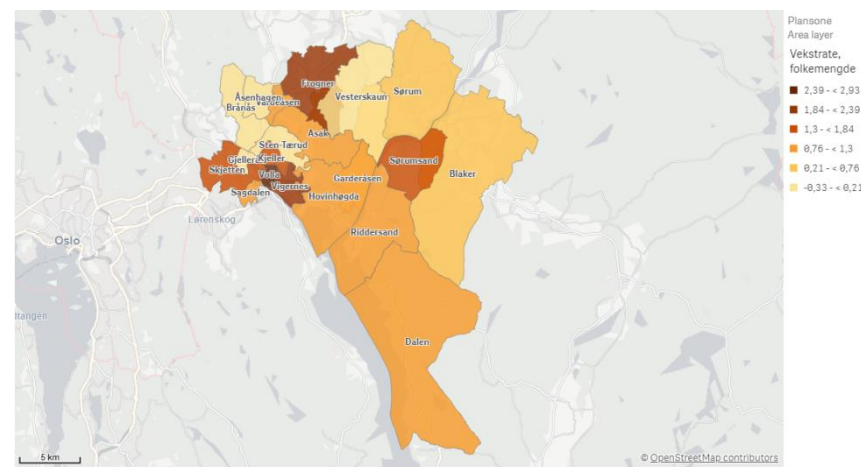 Plansone
Area layer
Vekstrate,
folkemengde
2,39 - < 2,93
1,84 - < 2,39
1,3 - < 1,84
0,76 - < 1,3
0,21 - < 0,76
-0,33 - < 0,21
Frogner
Åsenhagen
Brånås
Vardeåsen
Vesterskaun
Sørum
Asak
Sten-Tærud
Kjeller
Skjetten
Sørumsand
Blaker
Volla
Vigernes
Garderåsen
Sagdalen
Hovinhøgda
Lørenskog
Riddersand
Oslo
Dalen
5 km
© OpenStreetMap contributors